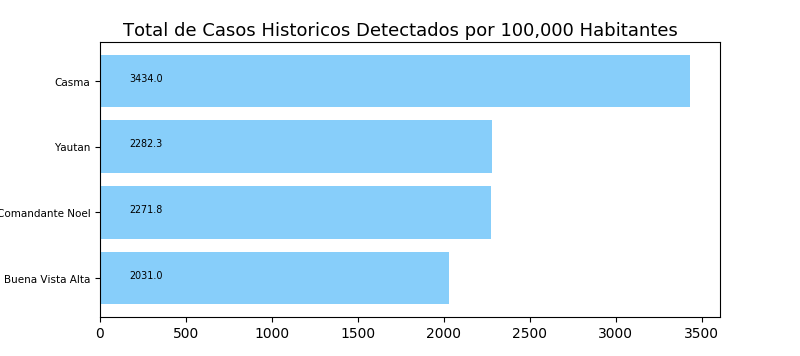 Total de Casos Historicos Detectados por 100,000 Habitantes
Casma
3434.0
Yautan
2282.3
Comandante Noel
2271.8
Buena Vista Alta
2031.0
0 500 1000 1500 2000 2500 3000 3500